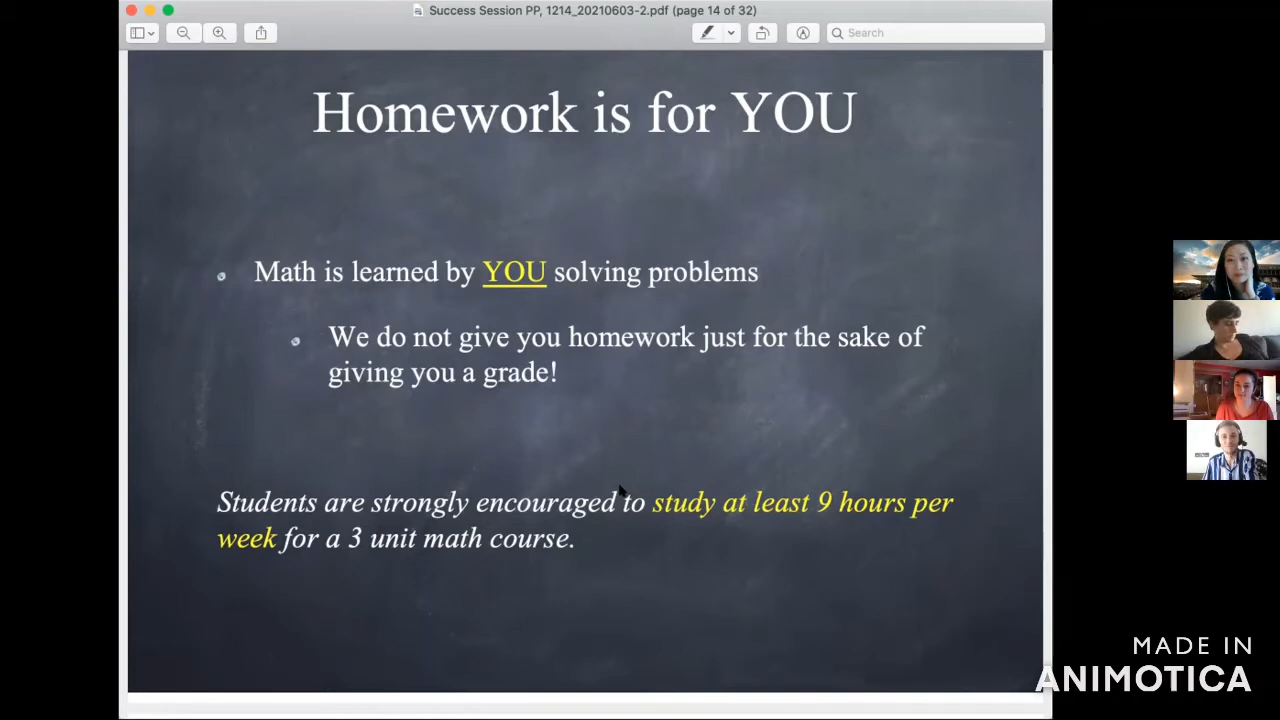 Success Session PP, 1214_20210603-2.pdf (page 14 of 32)
Search
Homework is for YOU
Math is learned by YOU solving problems
We do not give you homework just for the sake of
giving you a grade!
Students are strongly encouraged to study at least 9 hours per
week for a 3 unit math course.
MADE IN
ANIMOTICA